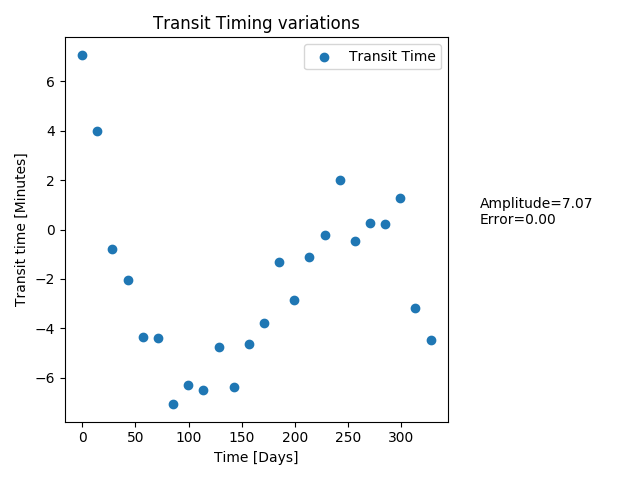 Transit Timing variations
Transit Time
Transit time [Minutes]
6
4
2
0
−2
−4
−6
0
50
100
150
200
250
300
Time [Days]
Amplitude=7.07
Error=0.00